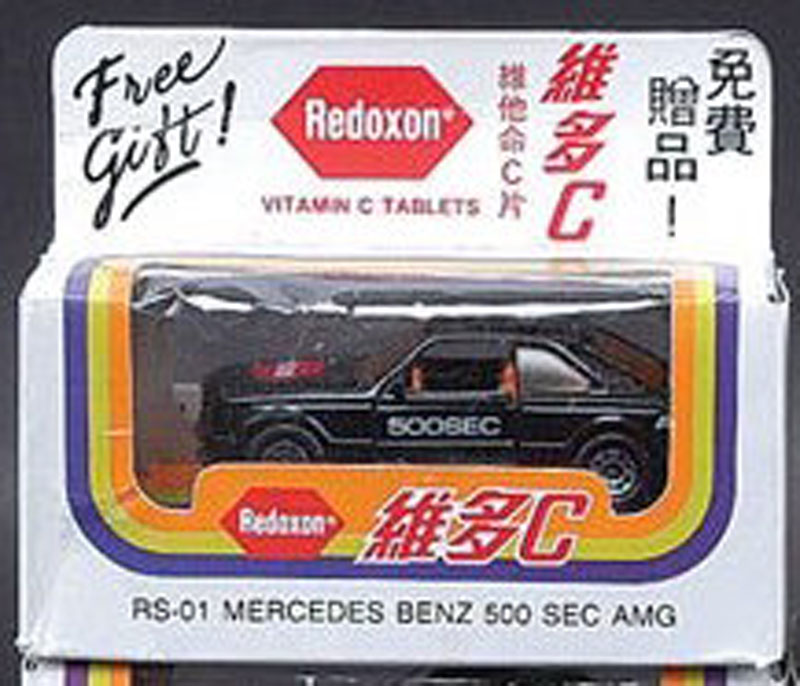 Free
Gift!
Redoxon®
VITAMIN C TABLETS
維他命C片
維多C
免費
贈品!
500SEC
Redoxon®
維多C
RS-01 MERCEDES BENZ 500 SEC AMG